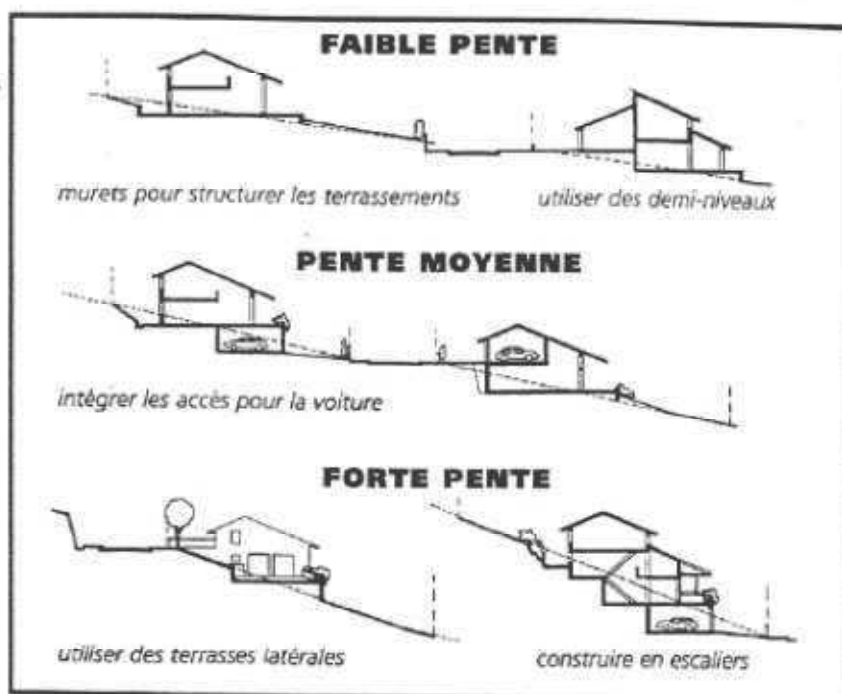 FAIBLE PENTE
murets pour structurer les terrassements
utiliser des demi-niveaux
PENTE MOYENNE
intégrer les accès pour la voiture
FORTE PENTE
utiliser des terrasses latérales
construire en escaliers